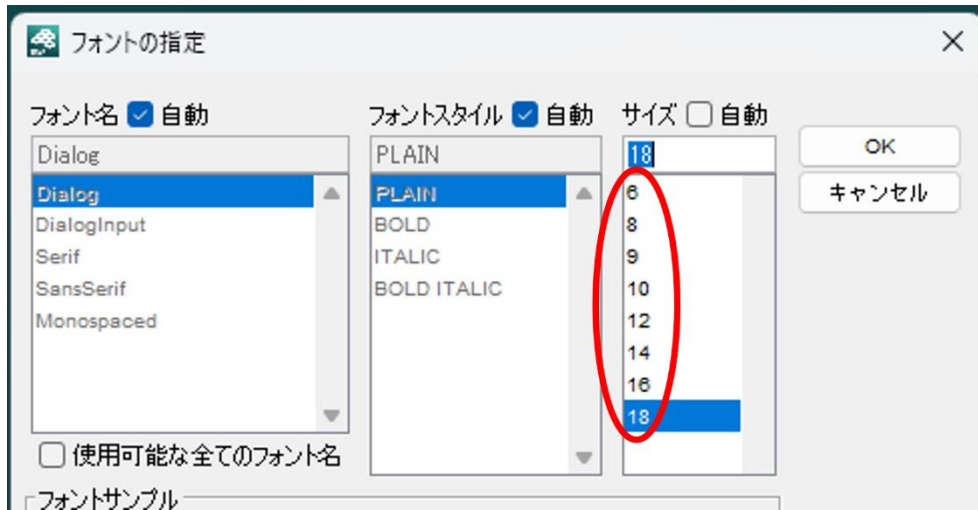 フォントの指定
フォント名 自動
Dialog
Dialog
DialogInput
Serif
SansSerif
Monospaced
使用可能な全てのフォント名
フォントスタイル 自動
PLAIN
PLAIN
BOLD
ITALIC
BOLD ITALIC
サイズ 自動
18
6
8
9
10
12
14
16
18
OK
キャンセル
フォントサンプル